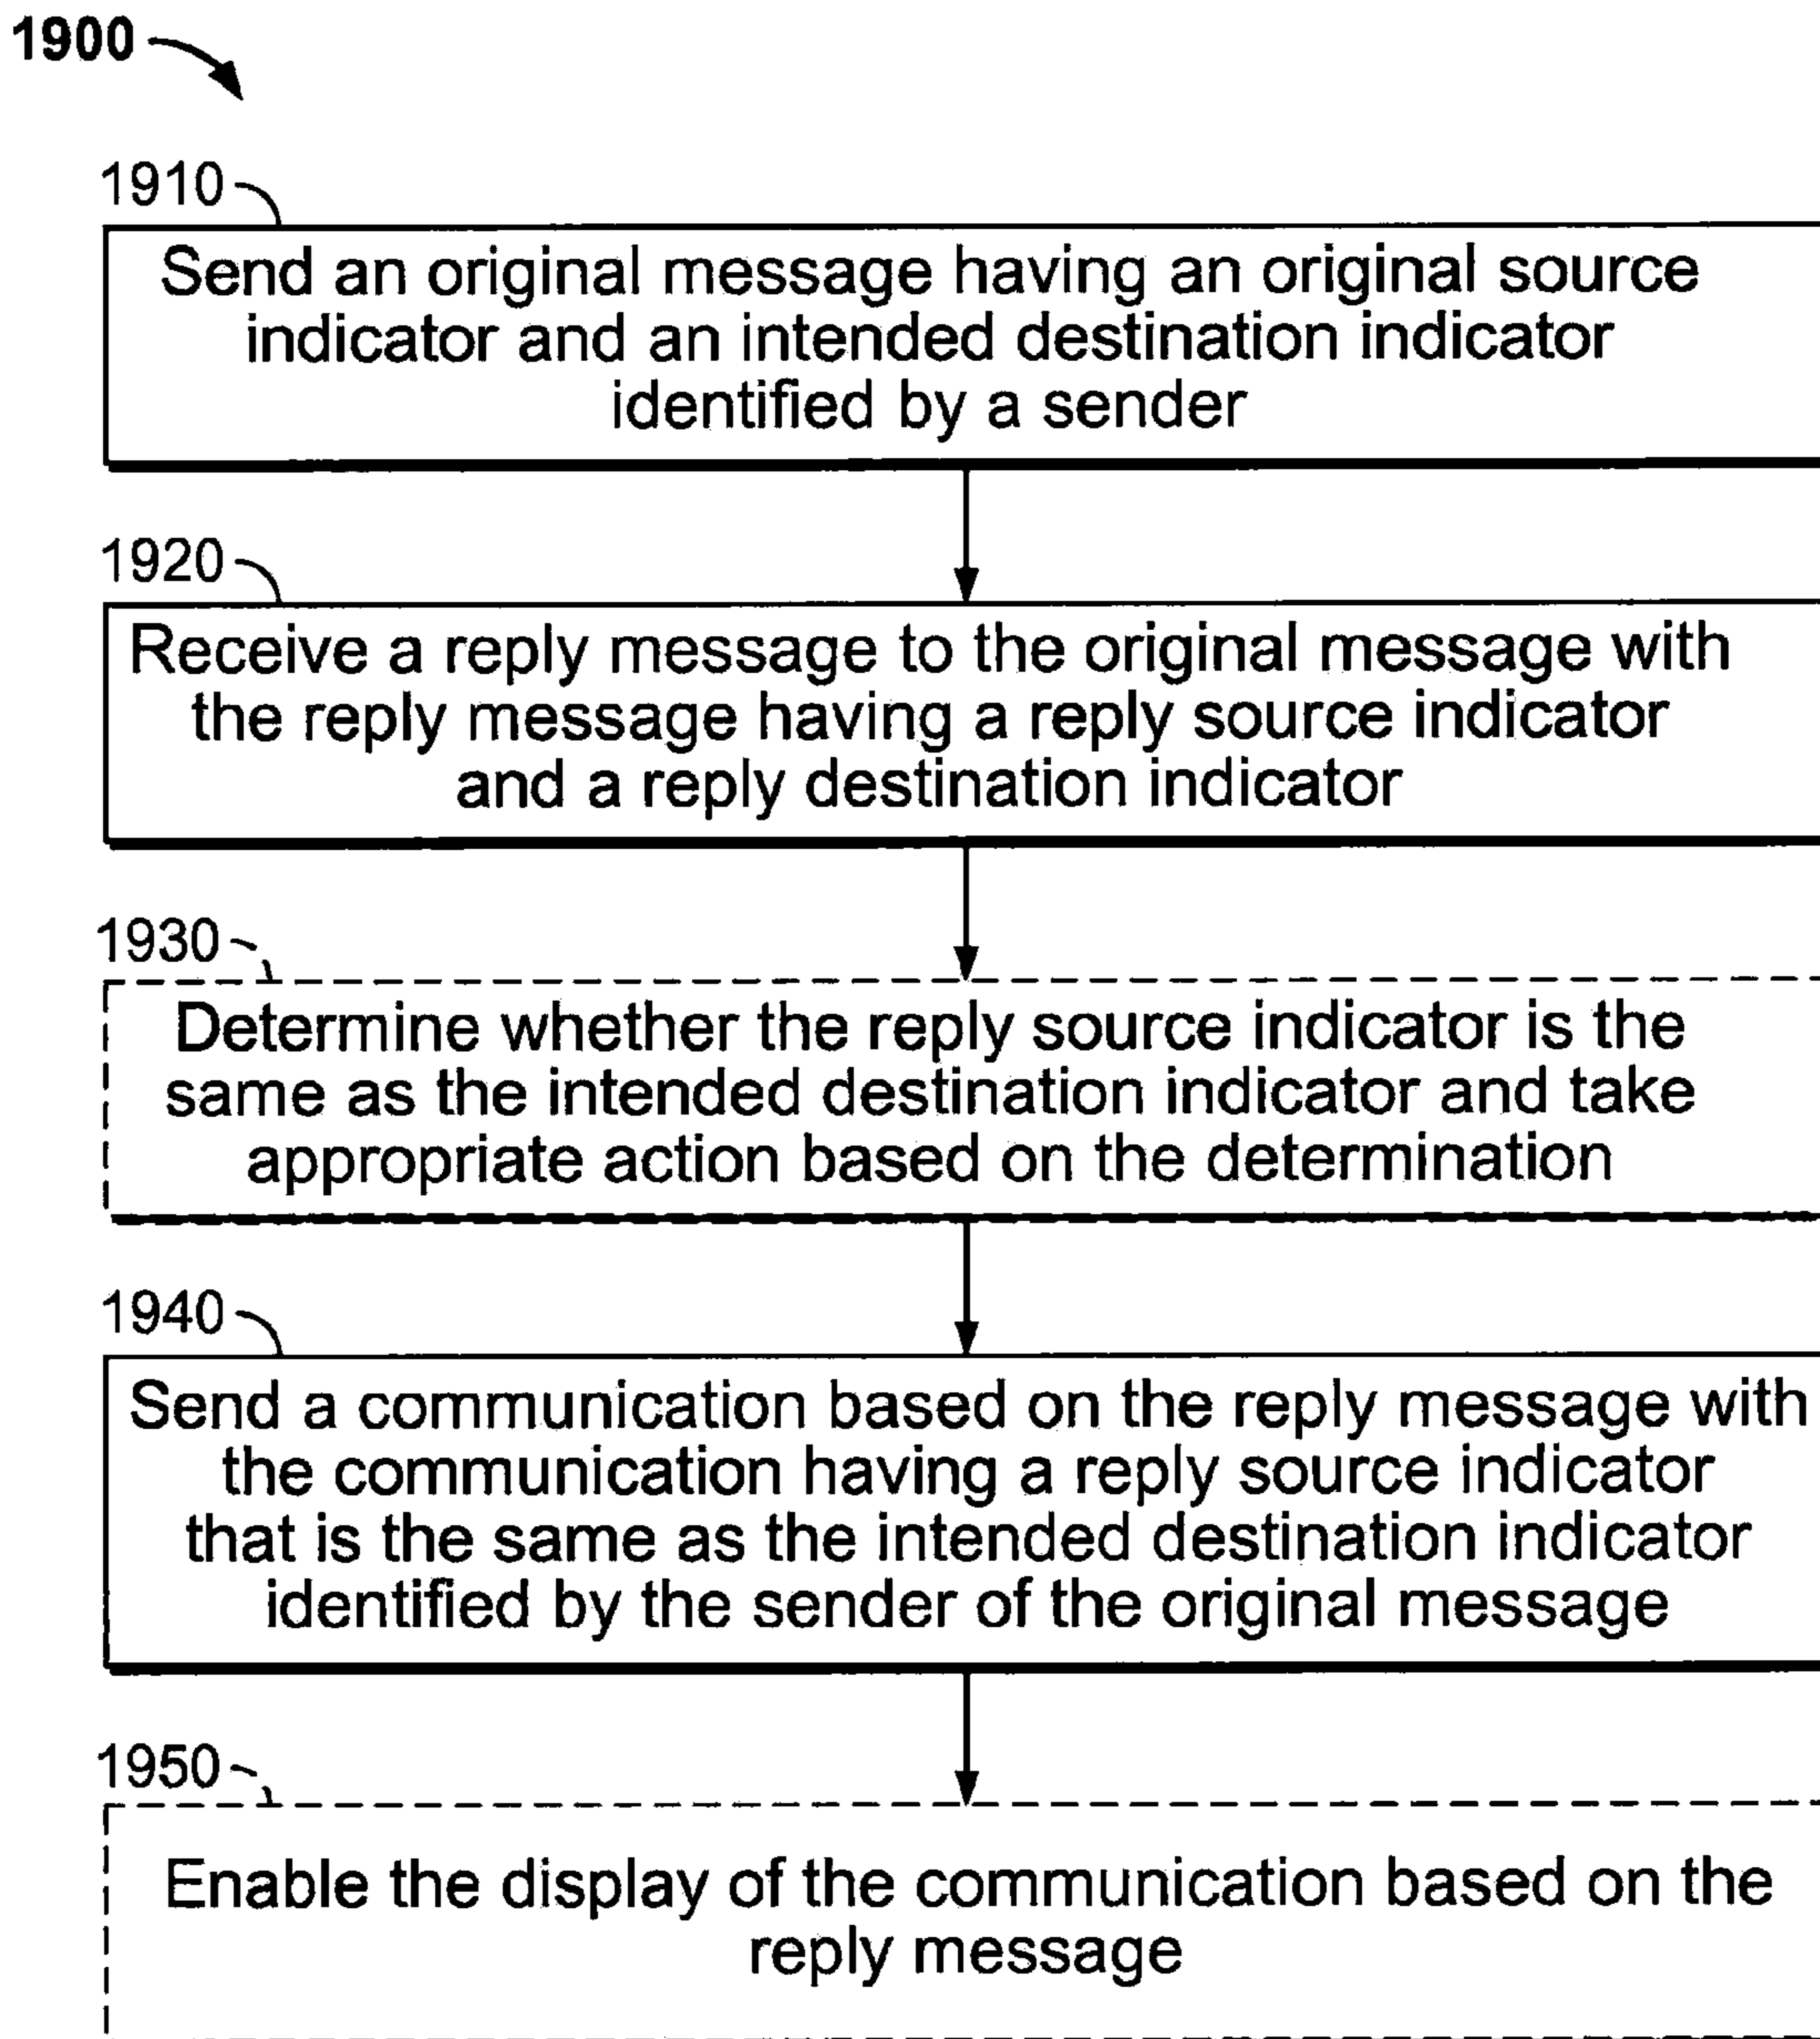 1900
1910
Send an original message having an original source
indicator and an intended destination indicator
identified by a sender
1920
Receive a reply message to the original message with
the reply message having a reply source indicator
and a reply destination indicator
1930
Determine whether the reply source indicator is the
same as the intended destination indicator and take
appropriate action based on the determination
1940
Send a communication based on the reply message with
the communication having a reply source indicator
that is the same as the intended destination indicator
identified by the sender of the original message
1950
Enable the display of the communication based on the
reply message